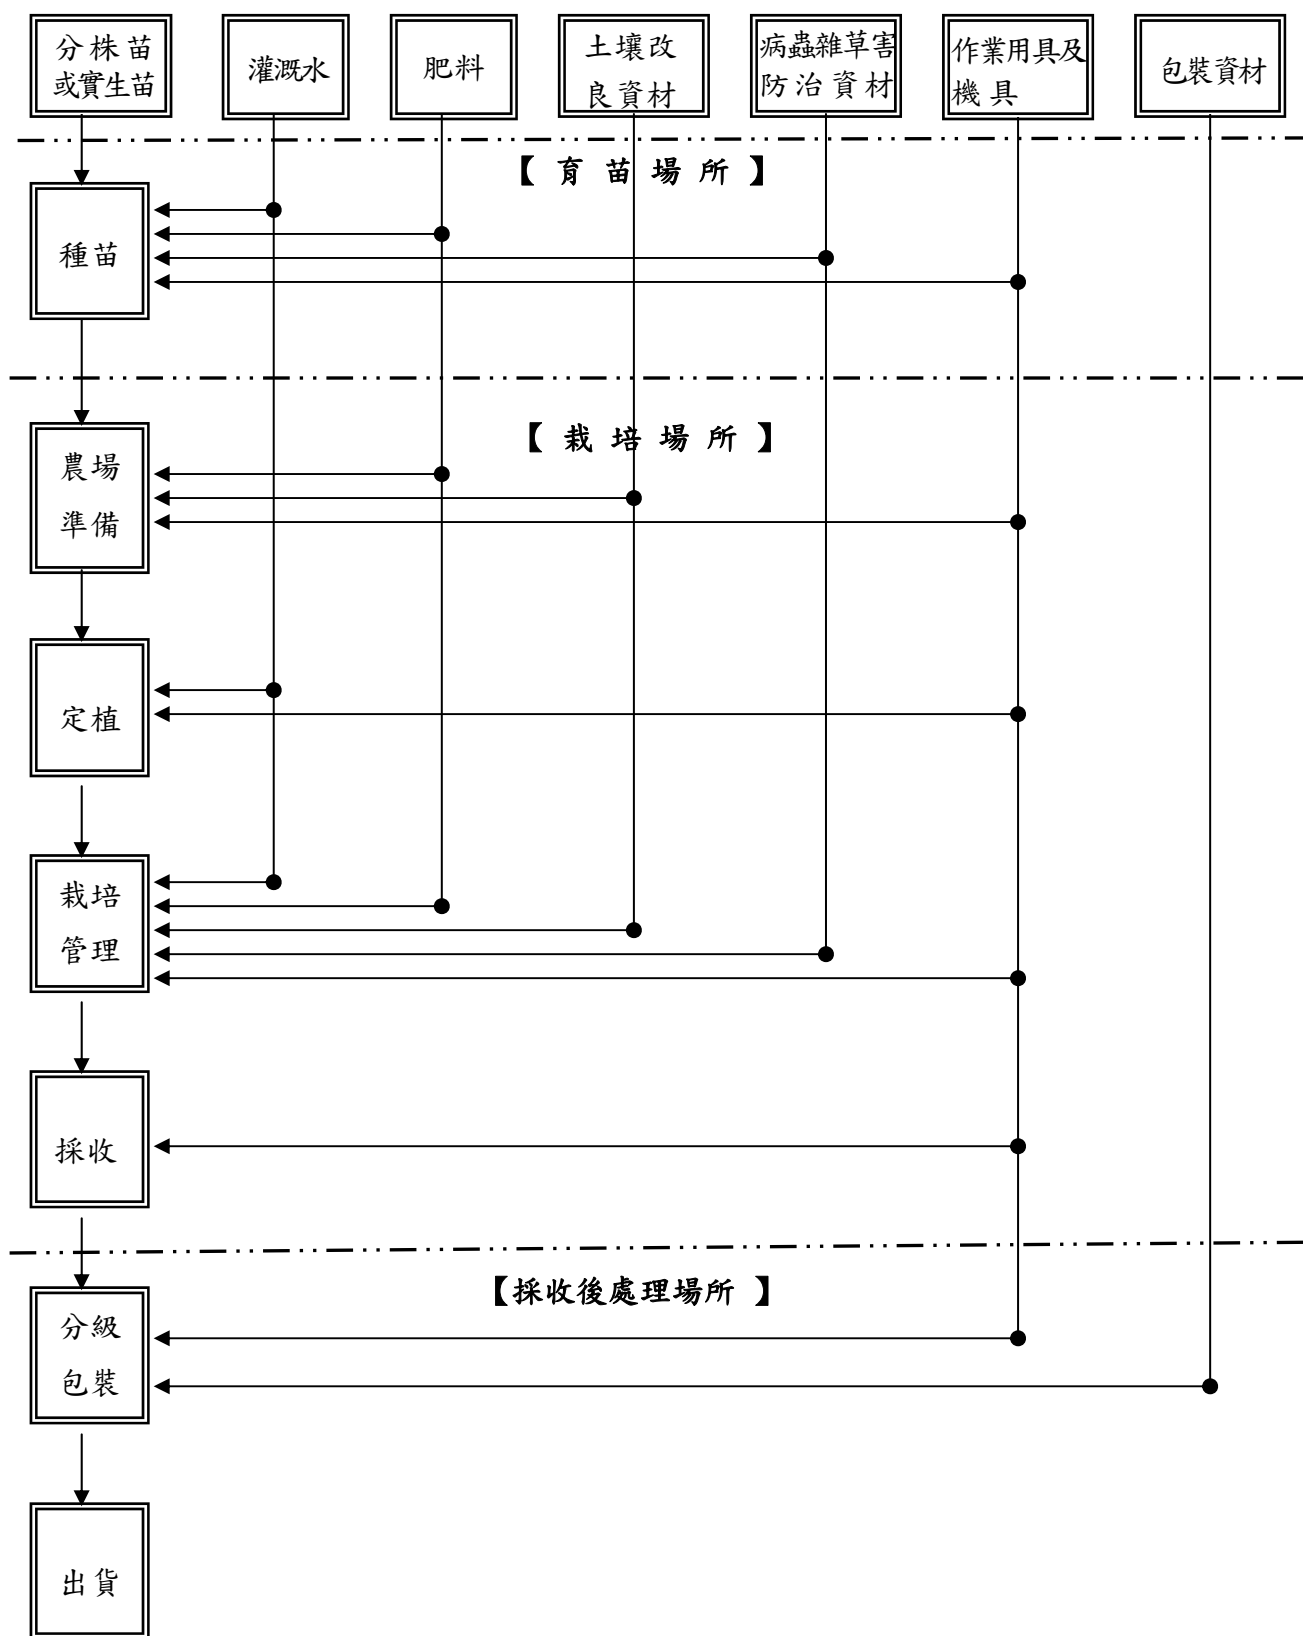 分株苗
或實生苗
灌溉水
肥料
土壤改
良資材
病蟲雜草害
防治資材
作業用具及
機具
包裝資材
【育苗場所】
種苗
【栽培場所】
農場
準備
定植
栽培
管理
採收
【採收後處理場所】
分級
包裝
出貨